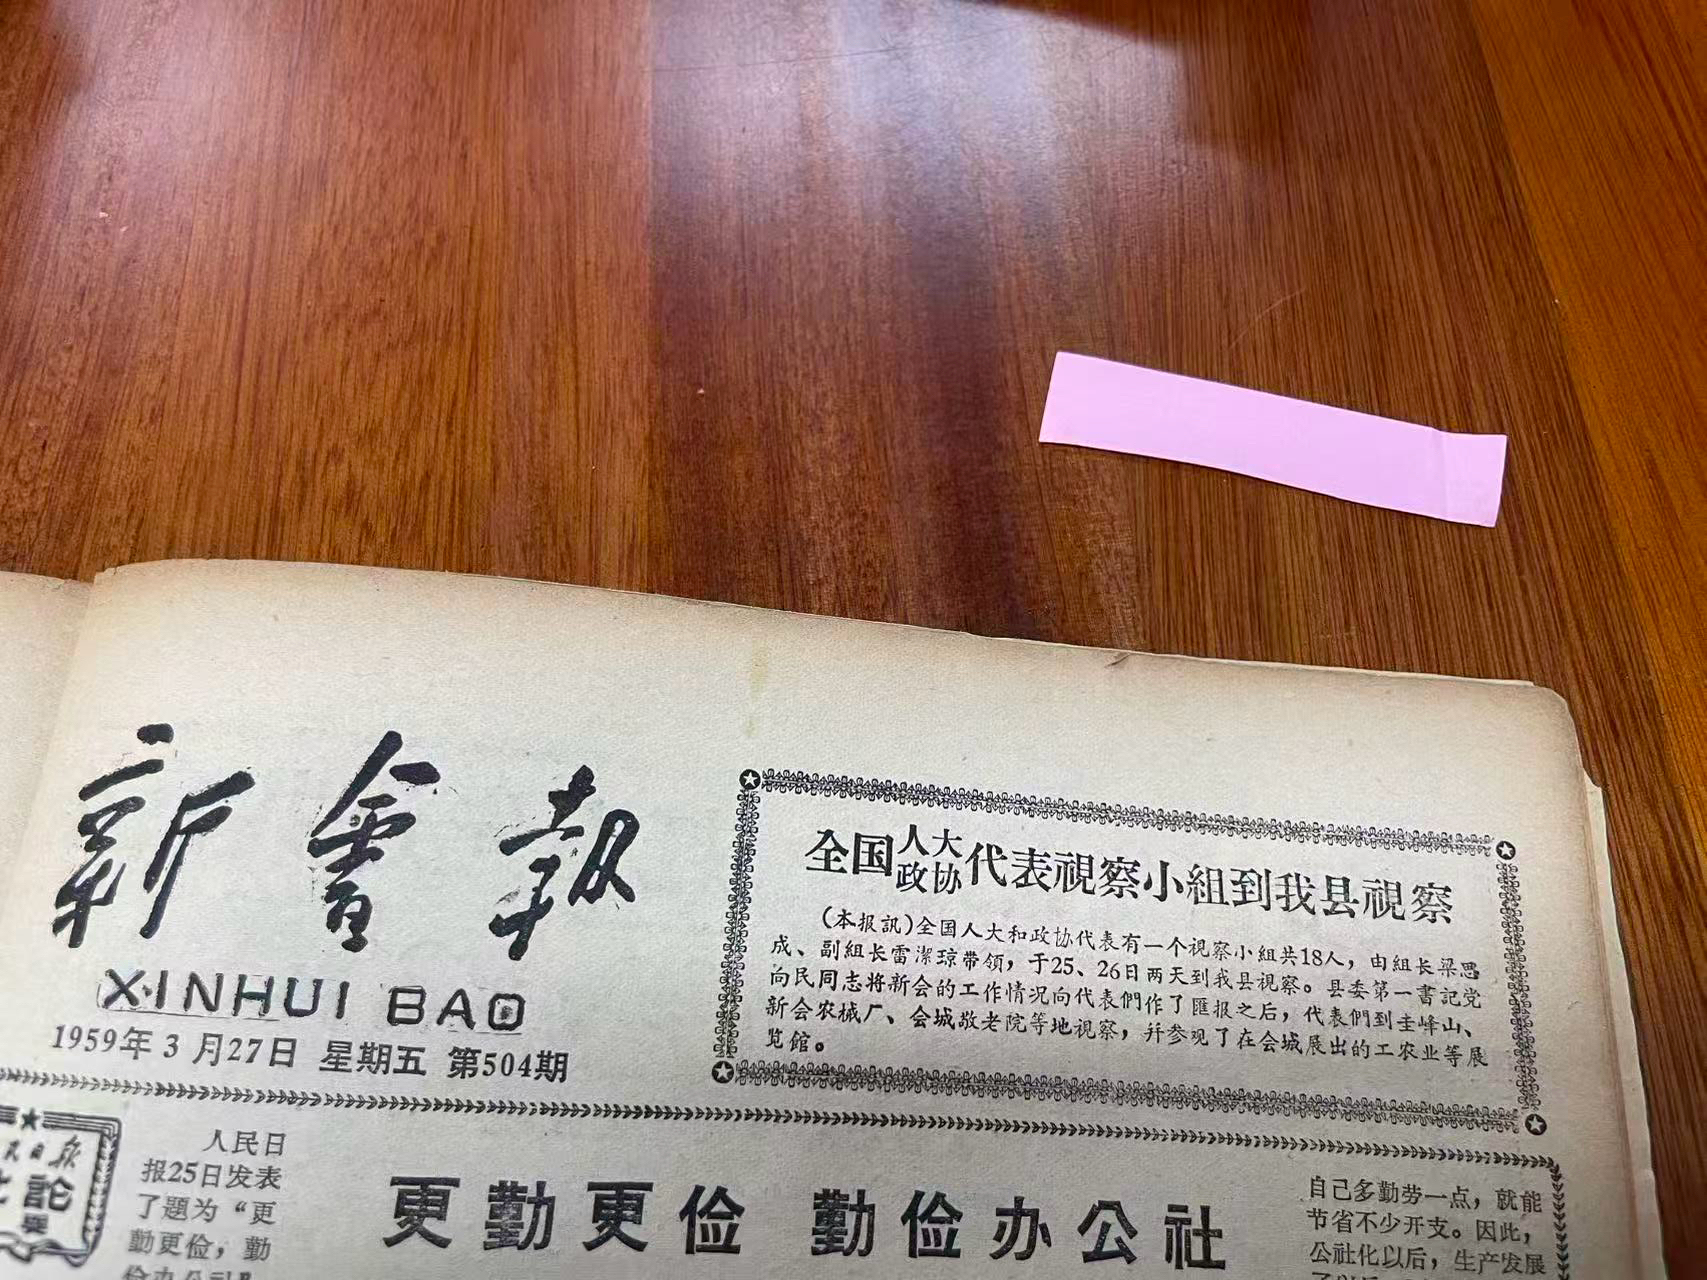 新會報
XINHUI BAO
1959年3月27日 星期五 第504期
全国人大政协代表視察小組到我县視察
（本报訊）全国人大和政协代表有一个視察小組共18人，由組长梁思
成、副組长雷潔琼带領，于25、26日两天到我县視察。县委第一書記党
向民同志将新会的工作情况向代表們作了匯报之后，代表們到圭峰山、
新会农械厂、会城敬老院等地視察，幷参观了在会城展出的工农业等展
览館。
人民日
报25日发表
了題为“更
勤更俭，勤
俭办公社”
更勤更俭 勤俭办公社
自己多勤劳一点，就能
节省不少开支。因此，
公社化以后，生产发展